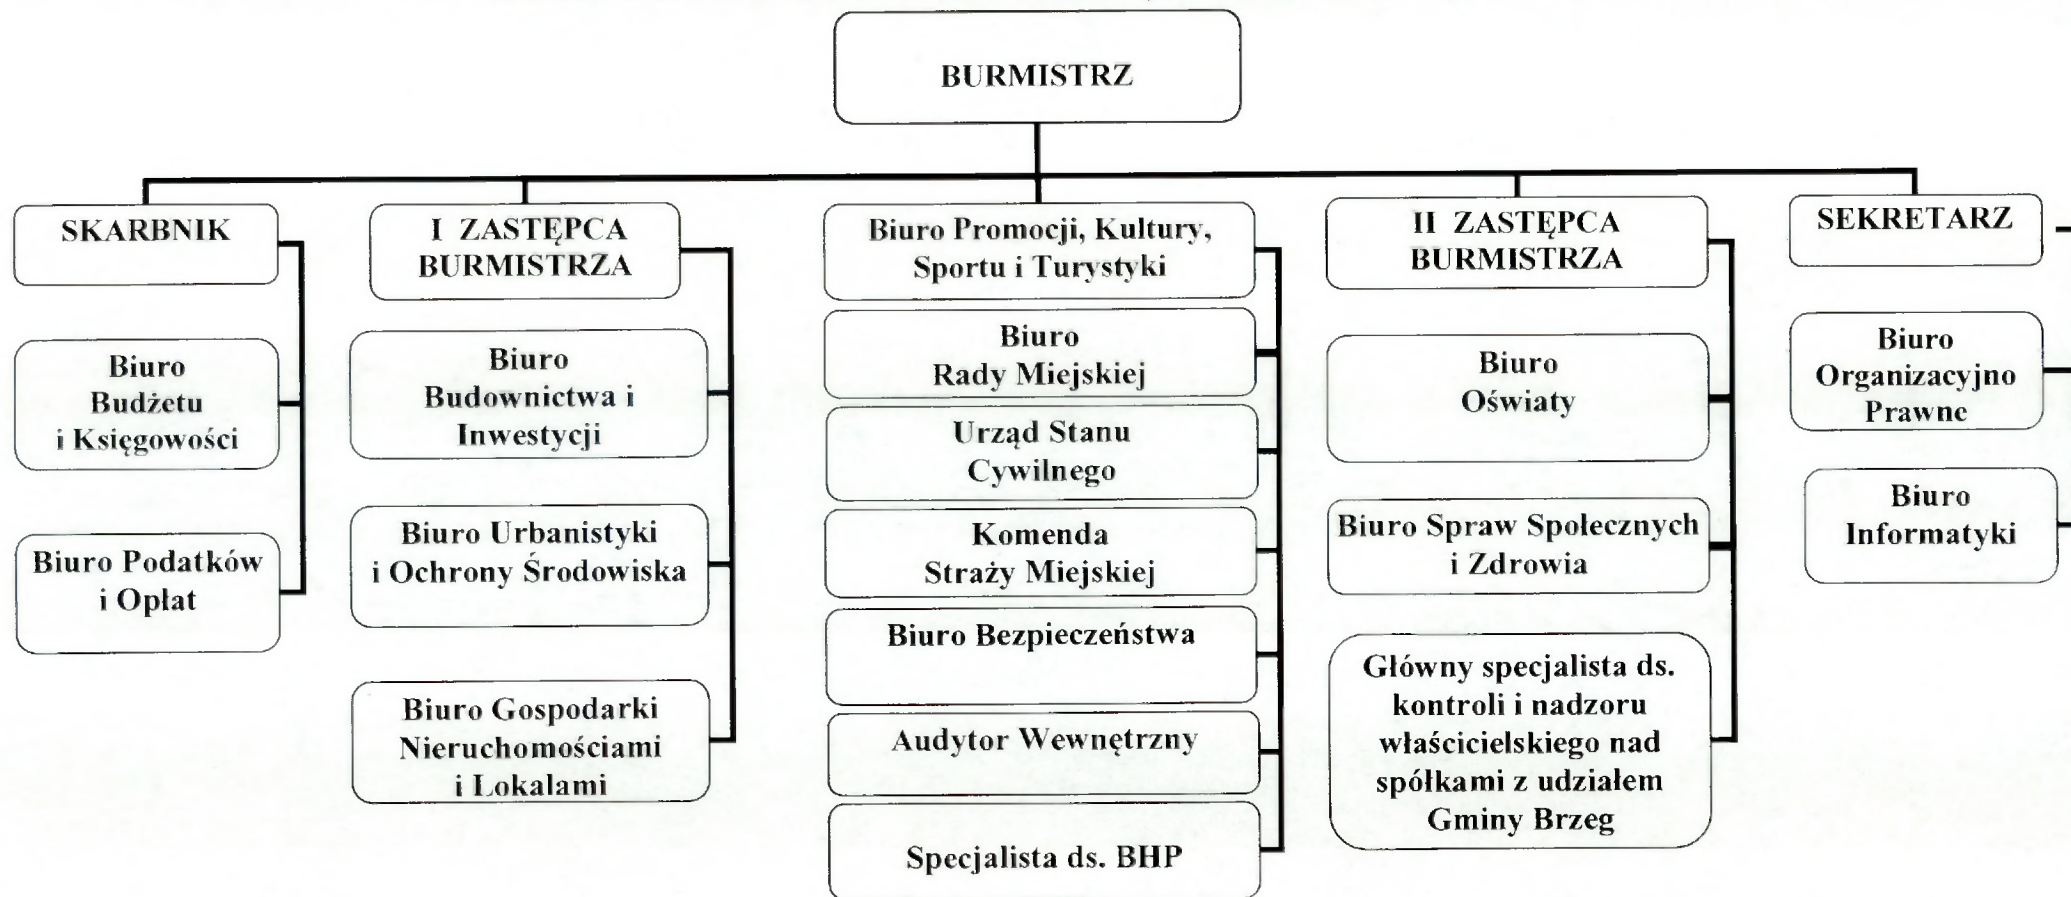 BURMISTRZ
SKARBNIK
Biuro
Budżetu
i Księgowości
Biuro Podatków
i Opłat
I ZASTĘPCA
BURMISTRZA
Biuro
Budownictwa i
Inwestycji
Biuro Urbanistyki
i Ochrony Środowiska
Biuro Gospodarki
Nieruchomościami
i Lokalami
Biuro Promocji, Kultury,
Sportu i Turystyki
Biuro
Rady Miejskiej
Urząd Stanu
Cywilnego
Komenda
Straży Miejskiej
Biuro Bezpieczeństwa
Audytor Wewnętrzny
Specjalista ds. BHP
II ZASTĘPCA
BURMISTRZA
Biuro
Oświaty
Biuro Spraw Społecznych
i Zdrowia
Główny specjalista ds.
kontroli i nadzoru
właścicielskiego nad
spółkami z udziałem
Gminy Brzeg
SEKRETARZ
Biuro
Organizacyjno
Prawne
Biuro
Informatyki